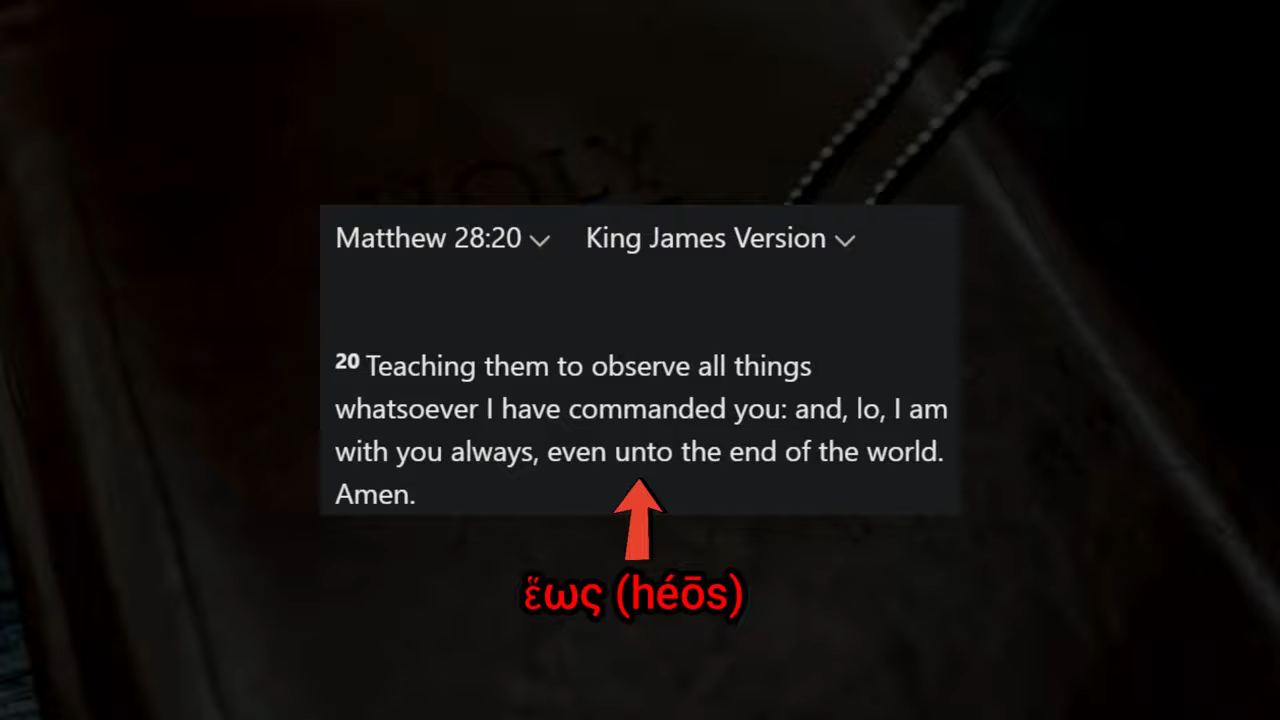 HOLY
Matthew 28:20 King James Version
20 Teaching them to observe all things
whatsoever I have commanded you: and, lo, I am
with you always, even unto the end of the world.
Amen.
ἕως (héōs)